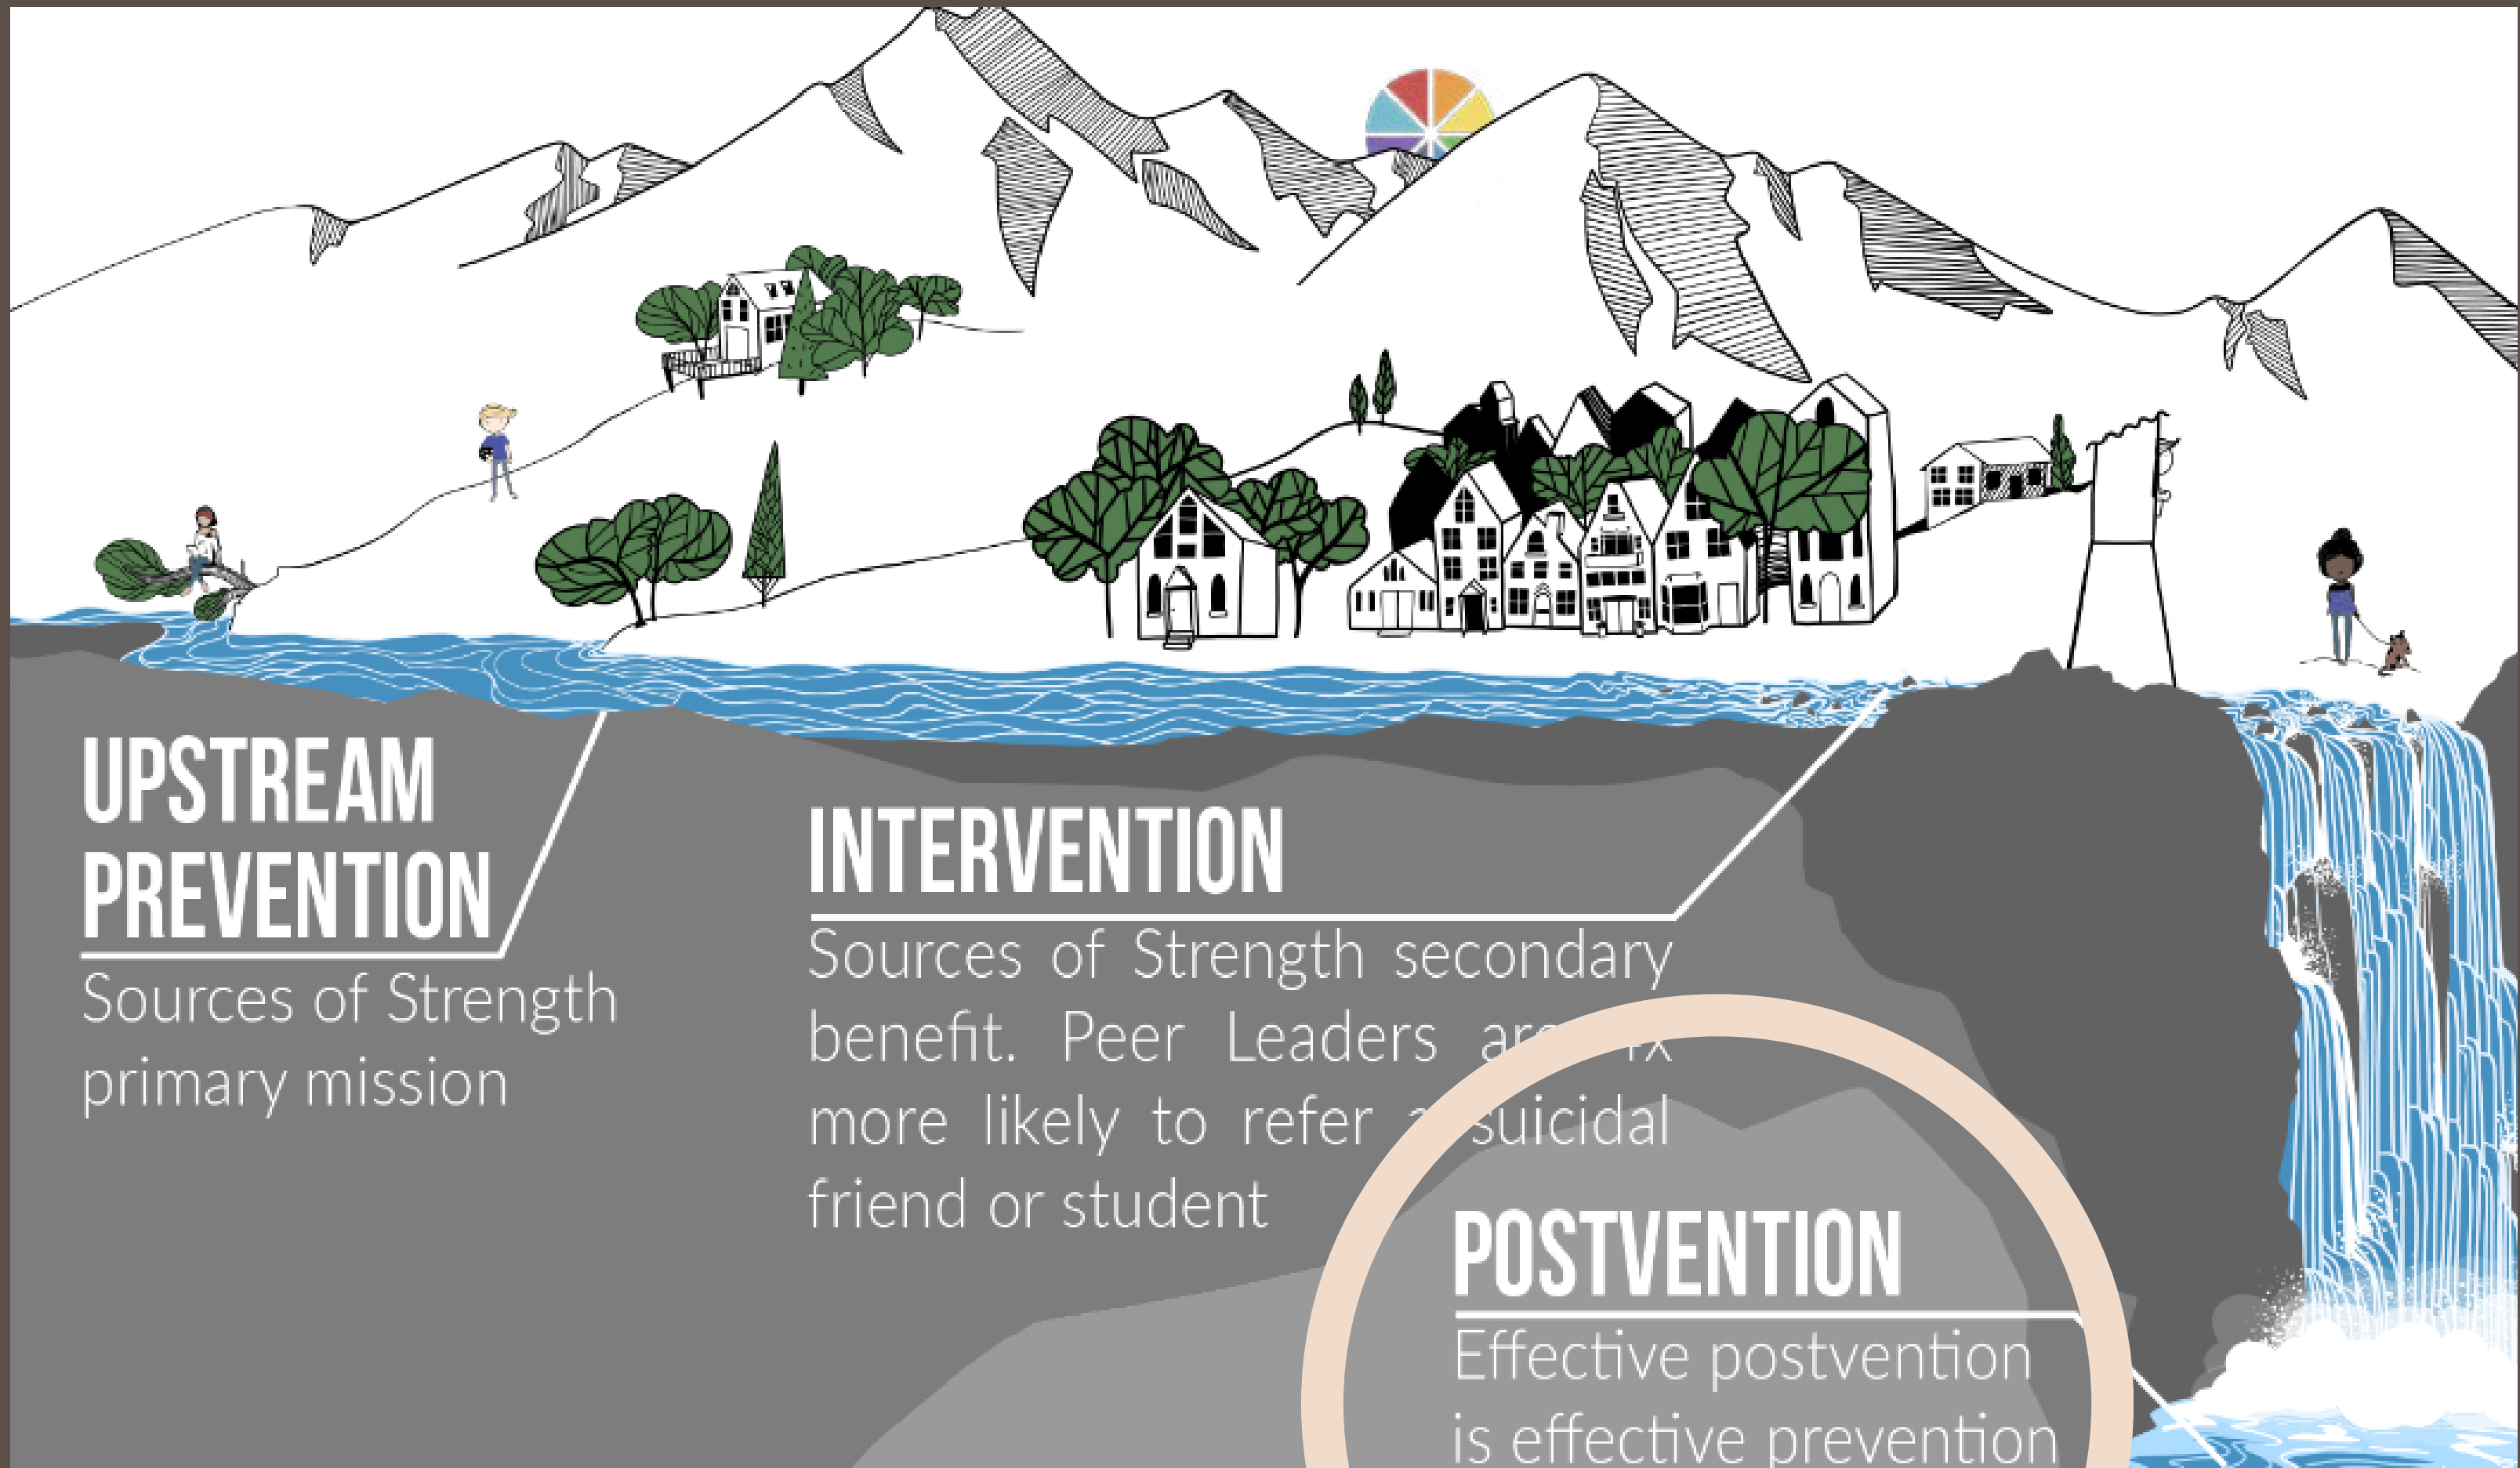 UPSTREAM
PREVENTION
Sources of Strength
primary mission
INTERVENTION
Sources of Strength secondary
benefit. Peer Leaders are
more likely to refer a suicidal
friend or student
POSTVENTION
Effective postvention
is effective prevention